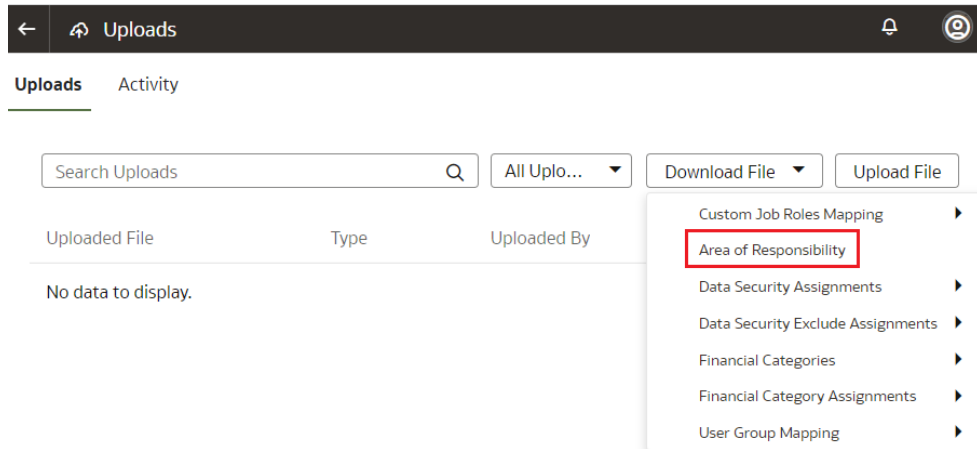 Uploads
Uploads Activity
Search Uploads All Uplo... Download File Upload File
Custom Job Roles Mapping
Uploaded File Type Uploaded By
Area of Responsibility
No data to display.
Data Security Assignments
Data Security Exclude Assignments
Financial Categories
Financial Category Assignments
User Group Mapping